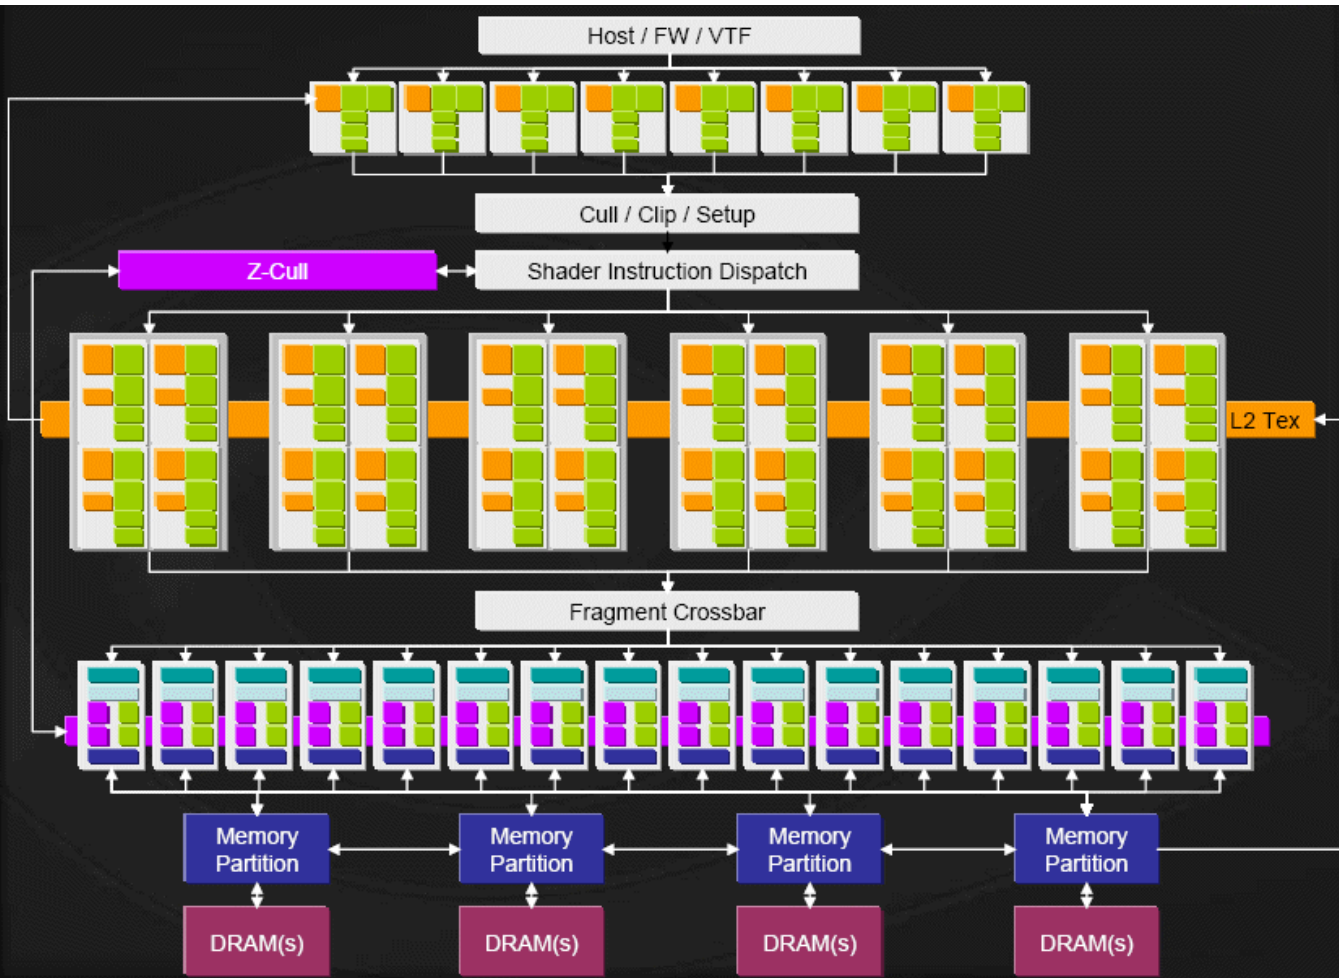 Host / FW / VTF
Cull / Clip / Setup
Z-Cull
Shader Instruction Dispatch
L2 Tex
Fragment Crossbar
Memory
Partition
Memory
Partition
Memory
Partition
Memory
Partition
DRAM(s)
DRAM(s)
DRAM(s)
DRAM(s)